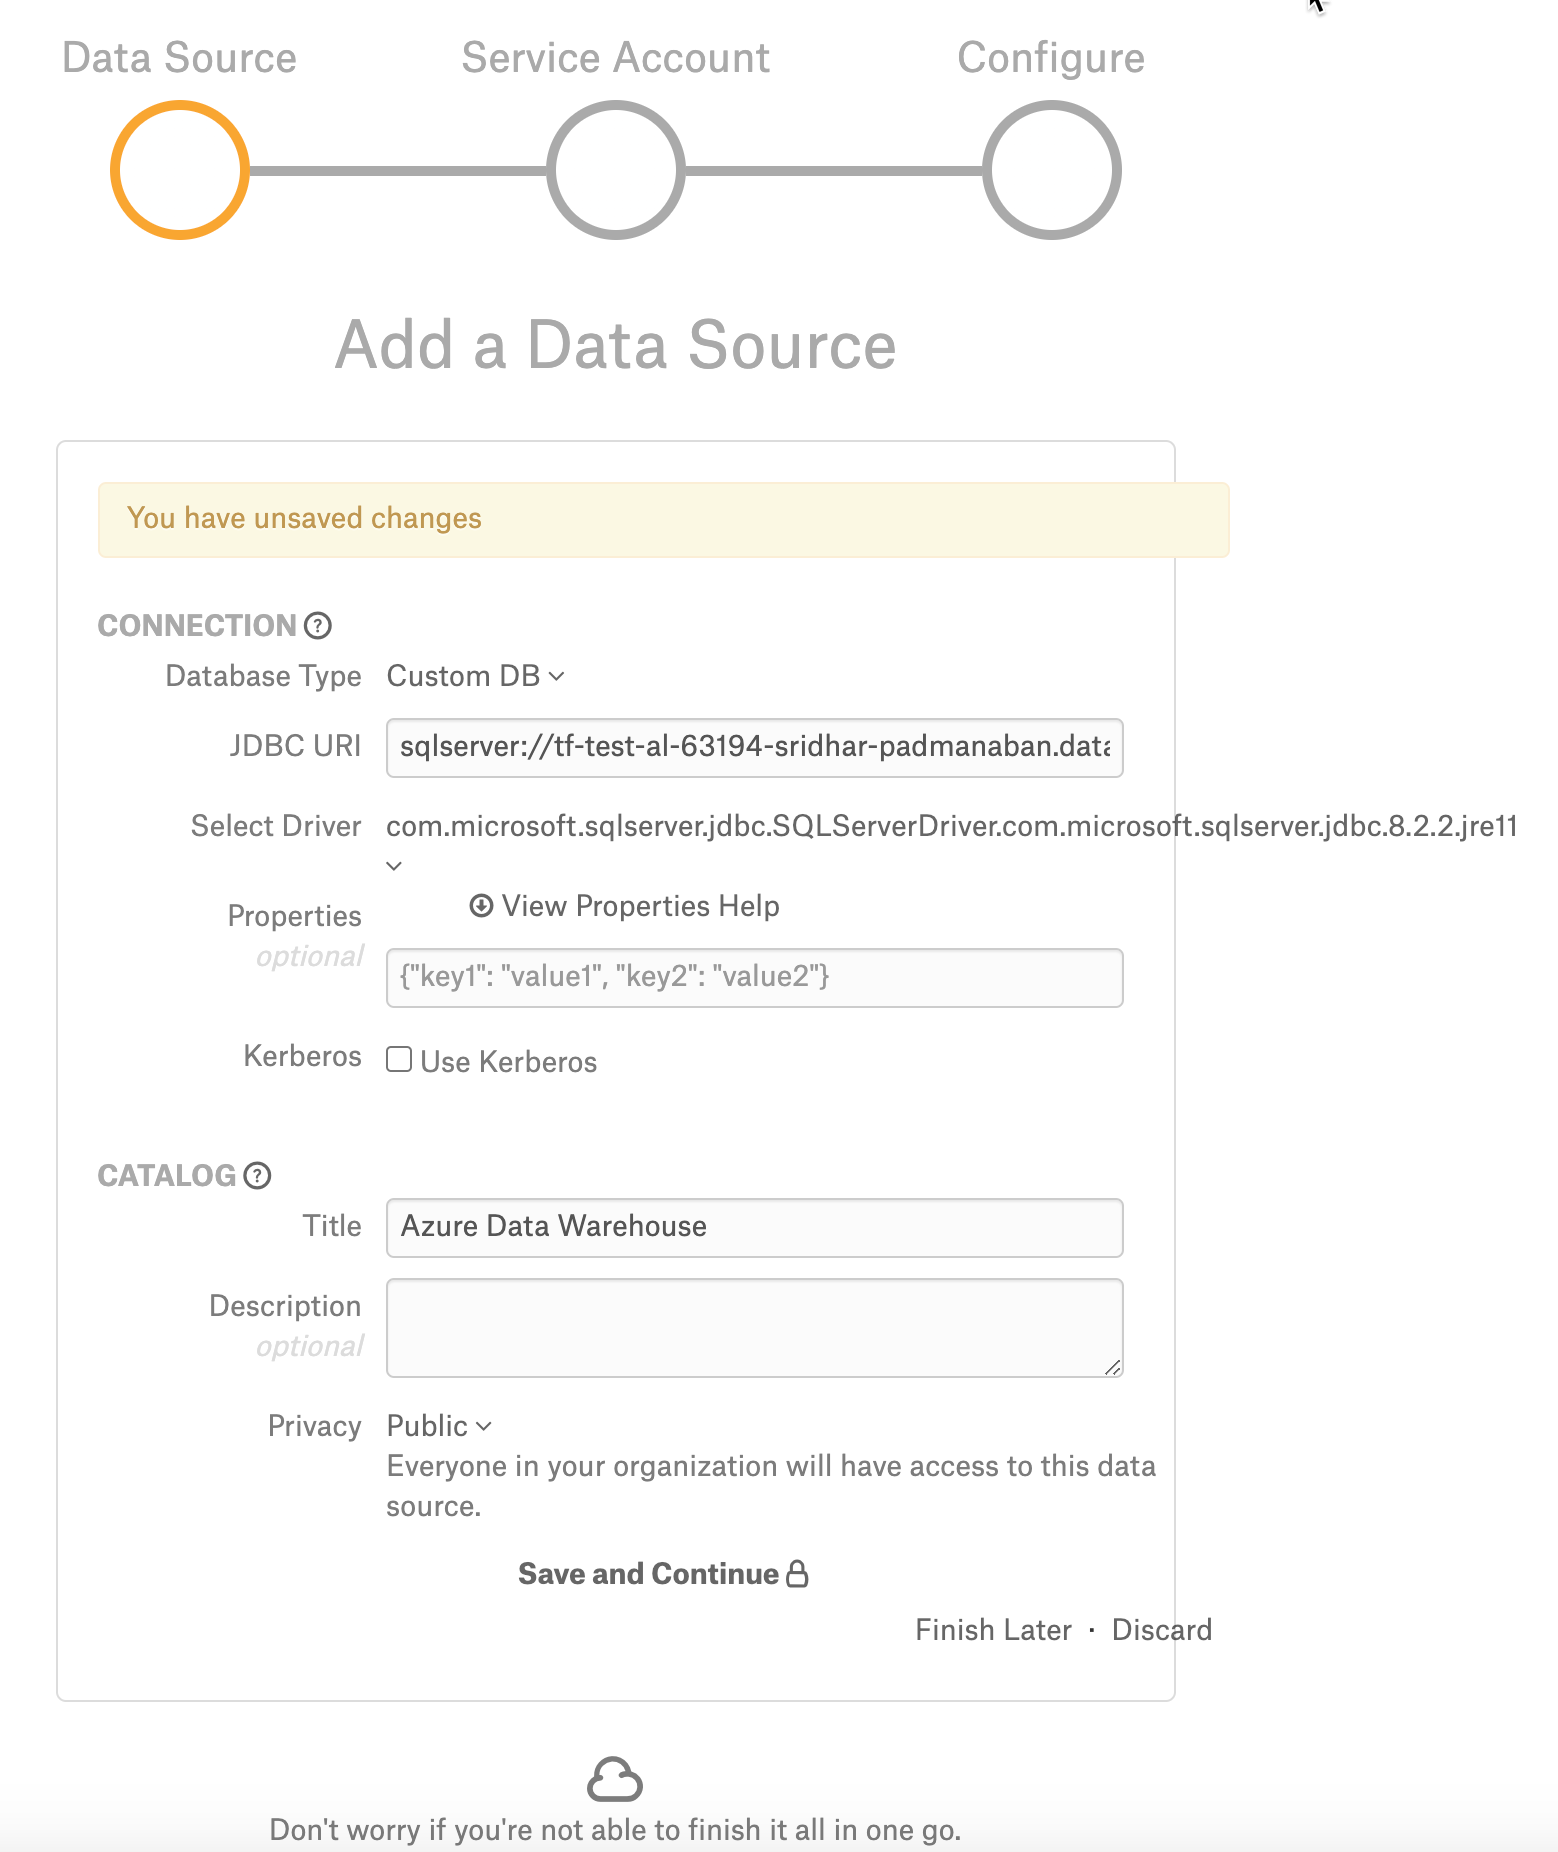 Data Source Service Account Configure
Add a Data Source
You have unsaved changes
CONNECTION ?
Database Type Custom DB
JDBC URI sqlserver://tf-test-al-63194-sridhar-padmanaban.data
Select Driver com.microsoft.sqlserver.jdbc.SQLServerDriver.com.microsoft.sqlserver.jdbc.8.2.2.jre11
View Properties Help
Properties
optional
{"key1": "value1", "key2": "value2"}
Kerberos Use Kerberos
CATALOG ?
Title Azure Data Warehouse
Description
optional
Privacy Public
Everyone in your organization will have access to this data
source.
Save and Continue
Finish Later · Discard
Don't worry if you're not able to finish it all in one go.